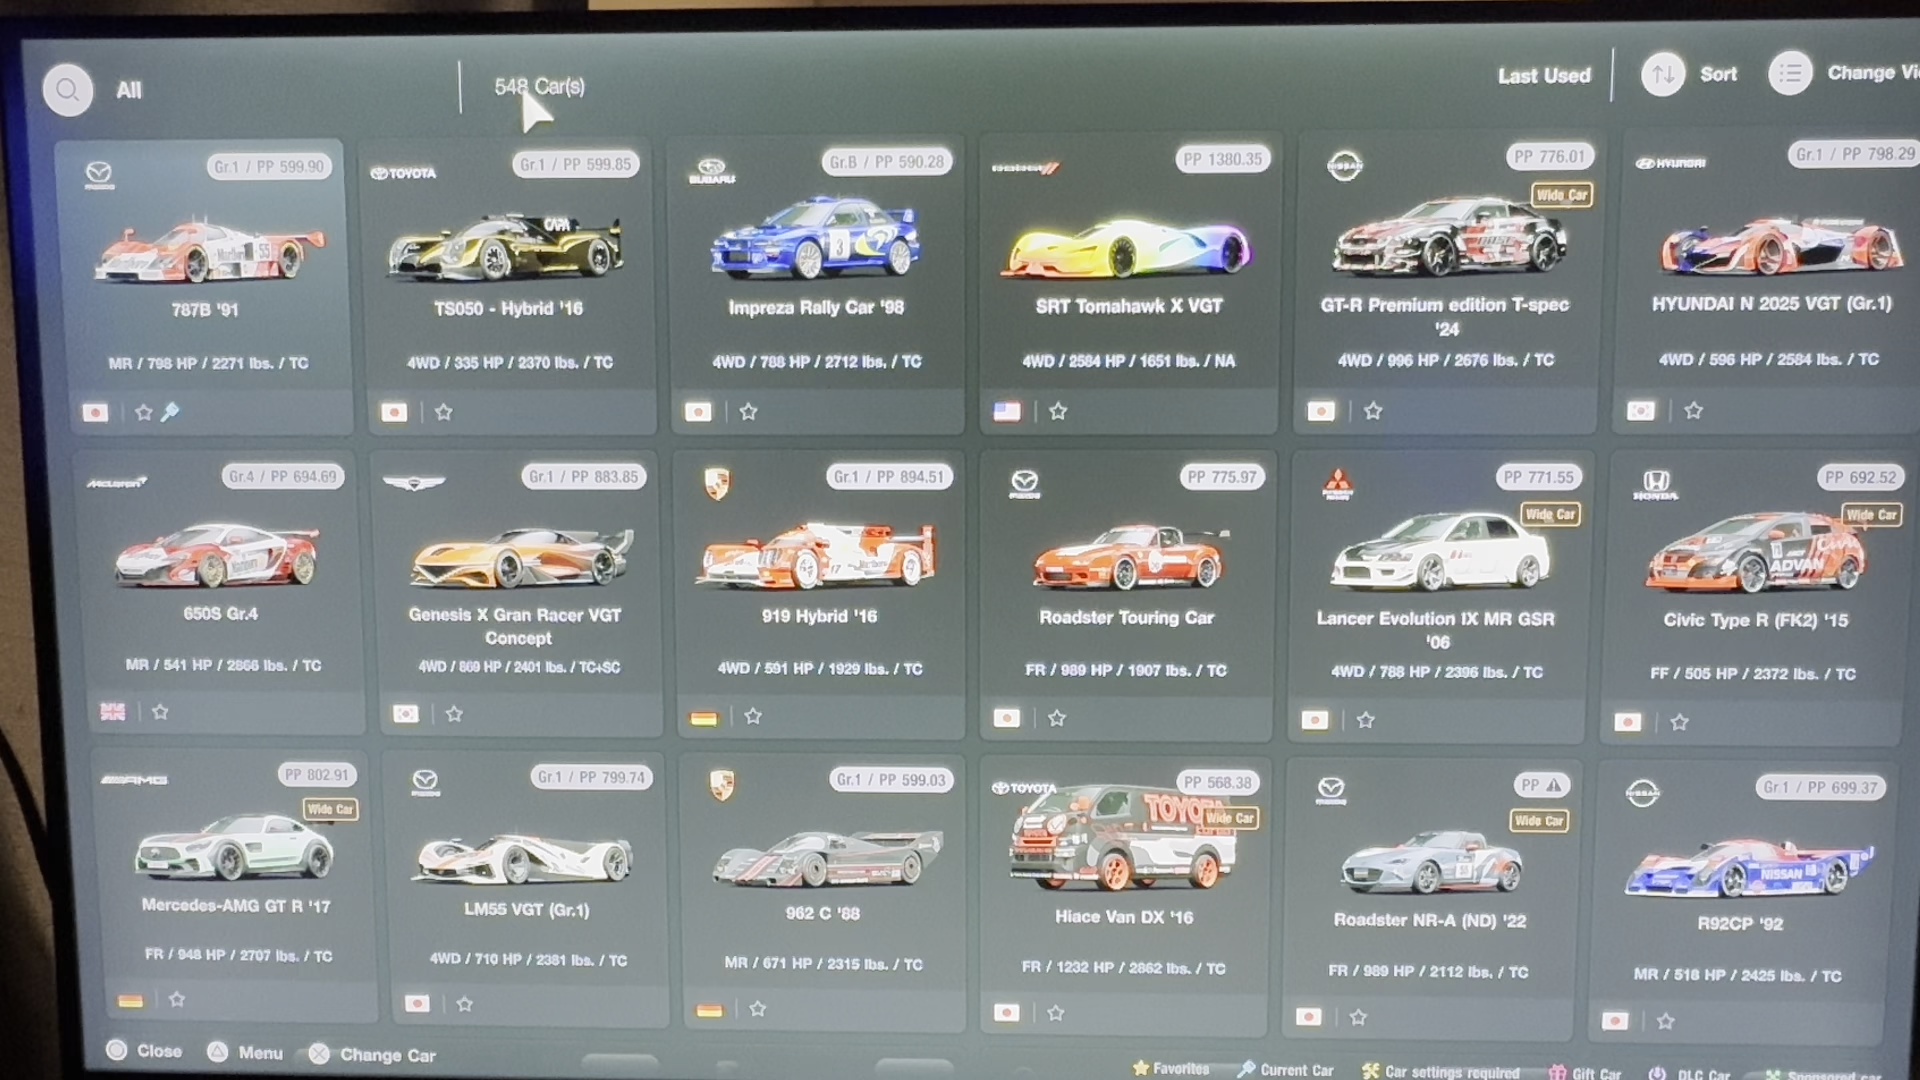 All
548 Car(s)
Last Used
Sort
Change Vi
Gr.1 / PP 599.90
787B '91
MR / 798 HP / 2271 lbs. / TC
TOYOTA
Gr.1 / PP 599.85
CAPA
TS050 - Hybrid '16
4WD / 335 HP / 2370 lbs. / TC
SUBARU
Gr.B / PP 590.28
3
Impreza Rally Car '98
4WD / 788 HP / 2712 lbs. / TC
PP 1380.35
SRT Tomahawk X VGT
4WD / 2584 HP / 1651 lbs. / NA
NISSAN
PP 776.01
Wide Car
GT-R Premium edition T-spec
'24
4WD / 996 HP / 2676 lbs. / TC
HYUNDAI
Gr.1 / PP 798.29
HYUNDAI N 2025 VGT (Gr.1)
4WD / 596 HP / 2584 lbs. / TC
McLaren
Gr.4 / PP 694.69
650S Gr.4
MR / 541 HP / 2866 lbs. / TC
Gr.1 / PP 883.85
Genesis X Gran Racer VGT
Concept
4WD / 869 HP / 2401 lbs. / TC+SC
Gr.1 / PP 894.51
919 Hybrid '16
4WD / 591 HP / 1929 lbs. / TC
PP 775.97
Roadster Touring Car
FR / 989 HP / 1907 lbs. / TC
PP 771.55
Wide Car
Lancer Evolution IX MR GSR
'06
4WD / 788 HP / 2396 lbs. / TC
HONDA
PP 692.52
Wide Car
ADVAN
Civic Type R (FK2) '15
FF / 505 HP / 2372 lbs. / TC
AMG
PP 802.91
Wide Car
Mercedes-AMG GT R '17
FR / 948 HP / 2707 lbs. / TC
Gr.1 / PP 799.74
LM55 VGT (Gr.1)
4WD / 710 HP / 2381 lbs. / TC
Gr.1 / PP 599.03
962 C '88
MR / 671 HP / 2315 lbs. / TC
TOYOTA
PP 568.38
Wide Car
TOYOTA
Hiace Van DX '16
FR / 1232 HP / 2862 lbs. / TC
PP
Wide Car
Roadster NR-A (ND) '22
FR / 989 HP / 2112 lbs. / TC
Gr.1 / PP 699.37
NISSAN
R92CP '92
MR / 518 HP / 2425 lbs. / TC
Close
Menu
Change Car
Favorites
Current Car
Car settings required
Gift Car
DLC Car
Sponsored car